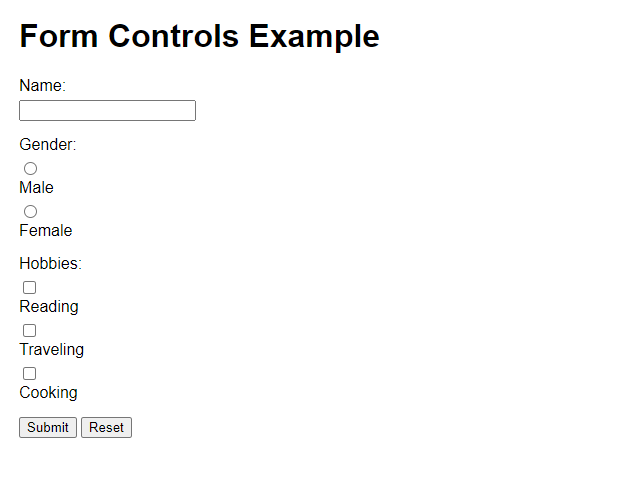 Form Controls Example
Name:
Gender:
Male
Female
Hobbies:
Reading
Traveling
Cooking
Submit Reset